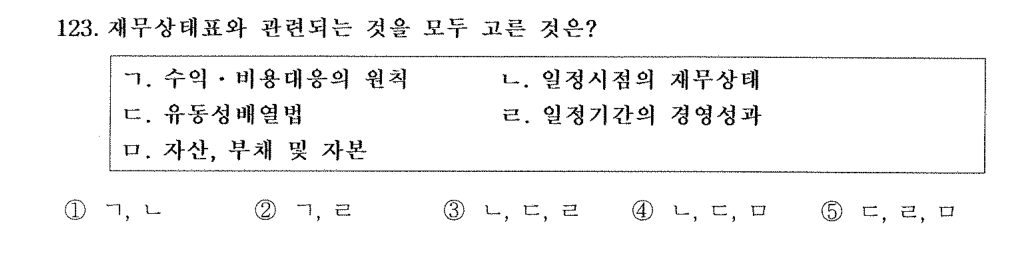 123. 재무상태표와 관련되는 것을 모두 고른 것은?
ㄱ. 수익·비용대응의 원칙 ㄴ. 일정시점의 재무상태
ㄷ. 유동성배열법 ㄹ. 일정기간의 경영성과
ㅁ. 자산, 부채 및 자본
① ㄱ, ㄴ ② ㄱ, ㄹ ③ ㄴ, ㄷ, ㄹ ④ ㄴ, ㄷ, ㅁ ⑤ ㄷ, ㄹ, ㅁ